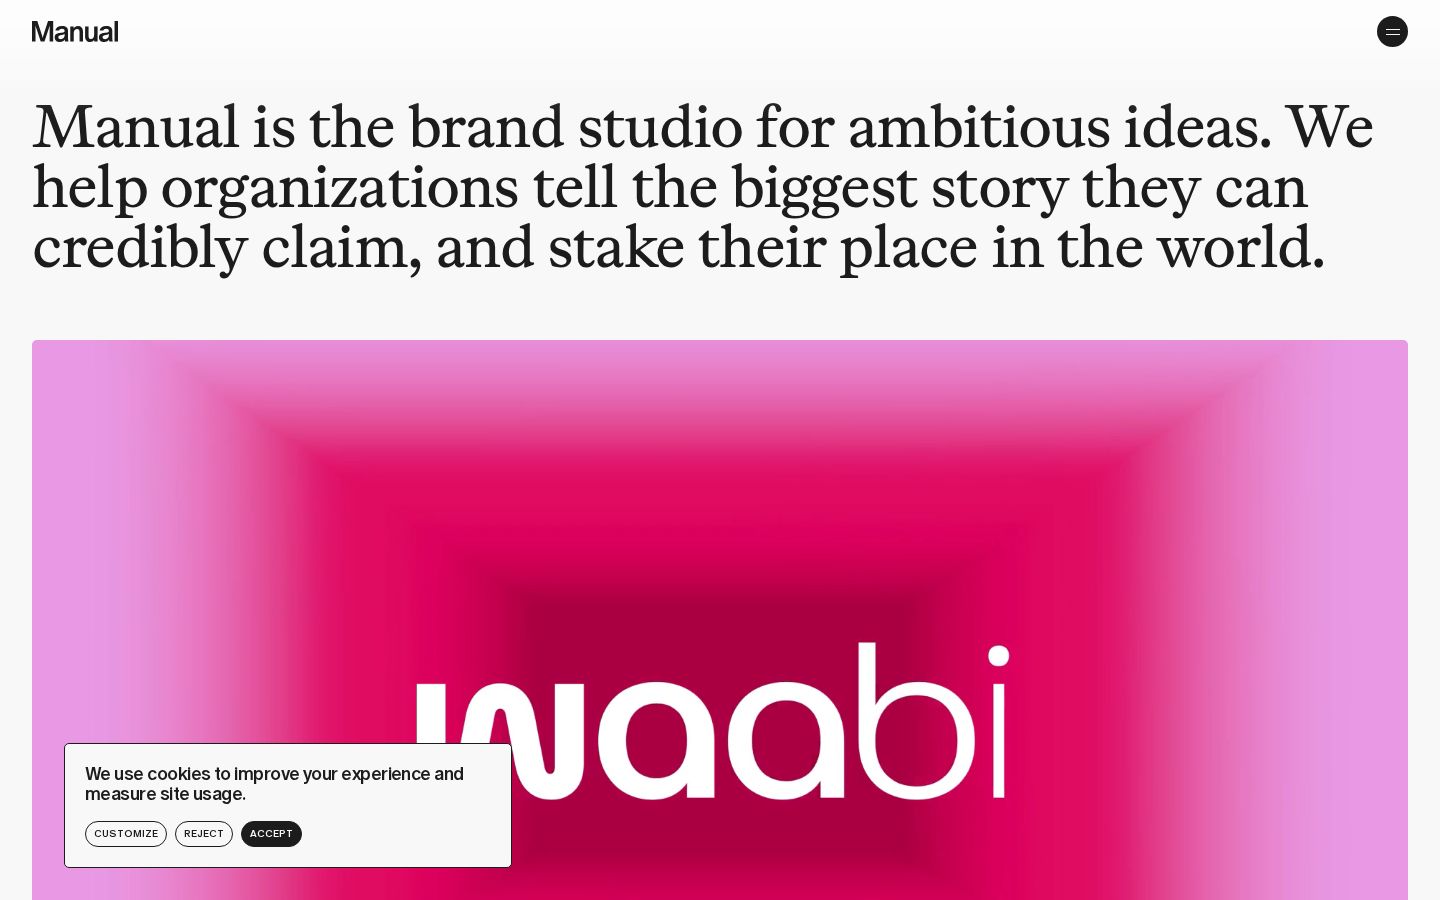 Manual
Manual is the brand studio for ambitious ideas. We
help organizations tell the biggest story they can
credibly claim, and stake their place in the world.
waabi
We use cookies to improve your experience and
measure site usage.
CUSTOMIZE REJECT ACCEPT